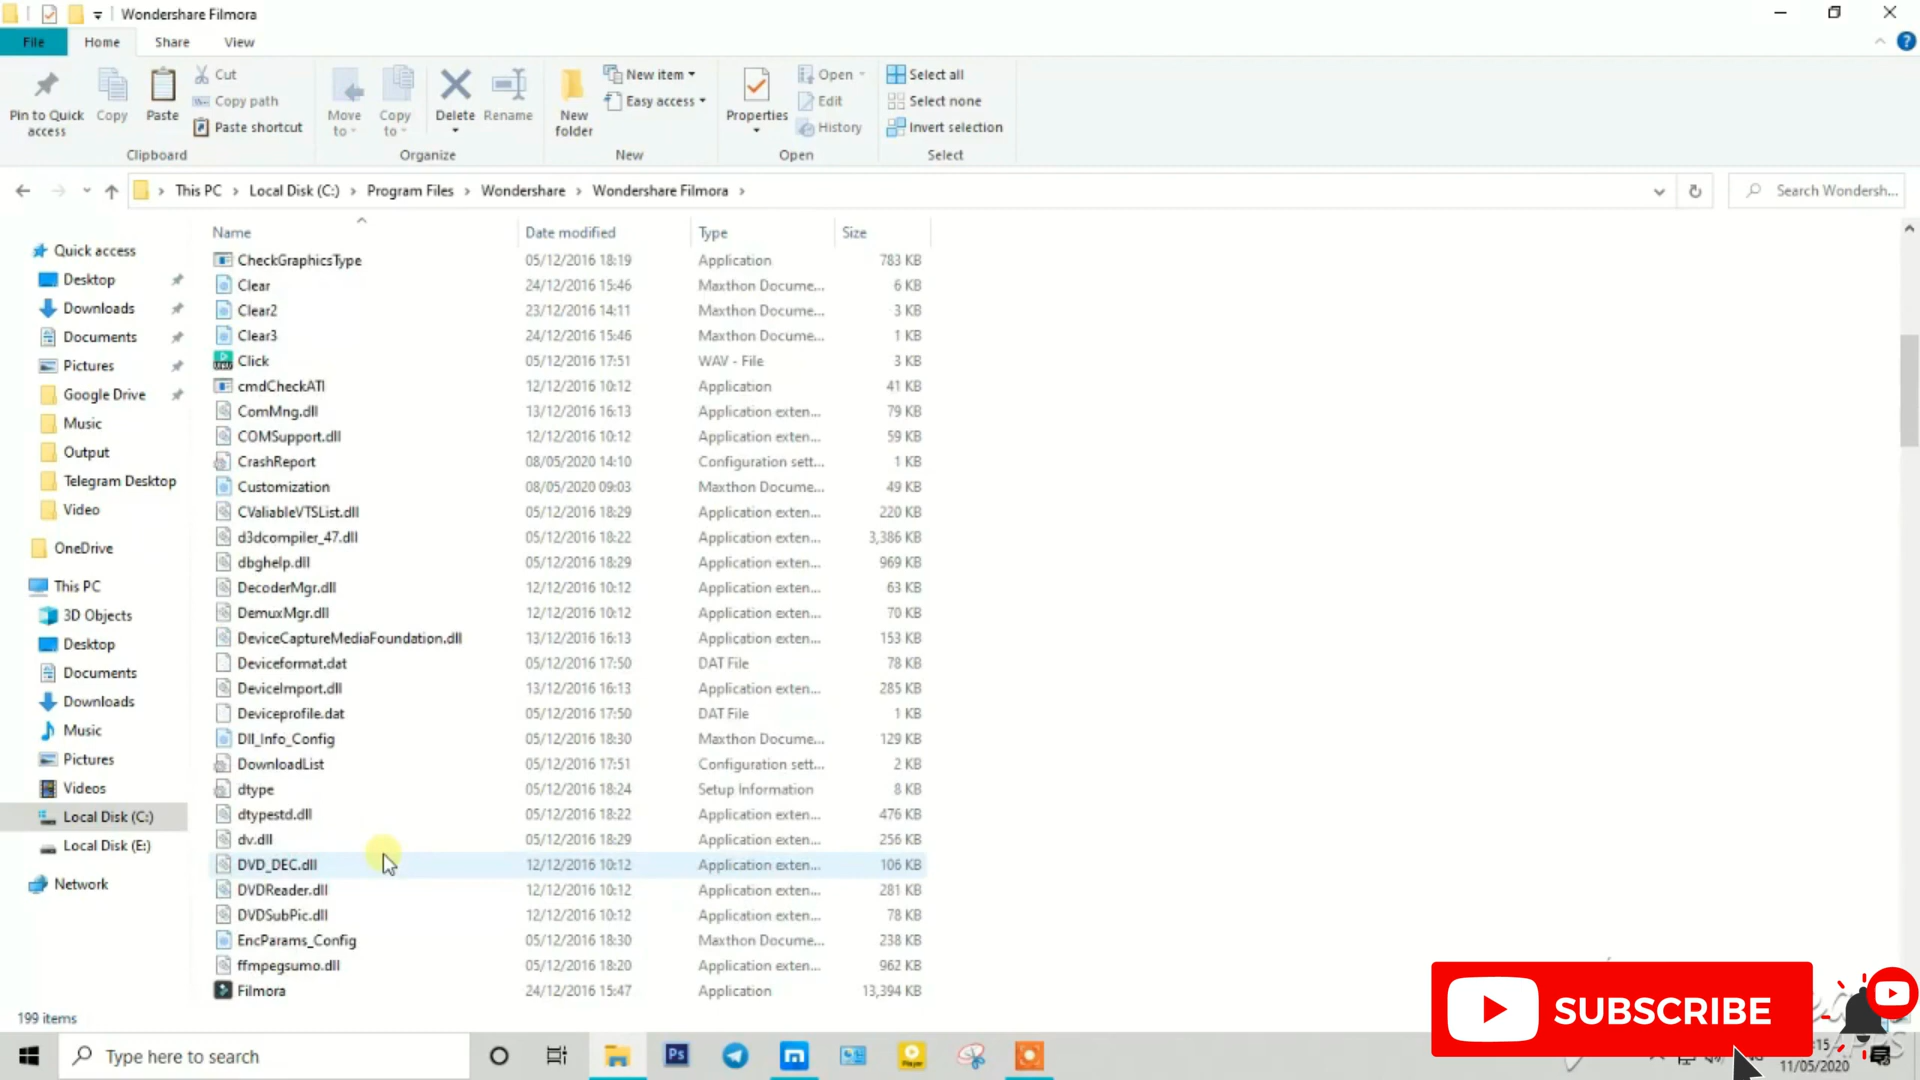 Wondershare Filmora
File Home Share View
Pin to Quick access
Copy
Paste
Cut
Copy path
Paste shortcut
Clipboard
Move to
Copy to
Delete
Rename
Organize
New folder
New item
Easy access
New
Properties
Open
Edit
History
Open
Select all
Select none
Invert selection
Select
This PC > Local Disk (C:) > Program Files > Wondershare > Wondershare Filmora >
Search Wondersh...
Quick access
Desktop
Downloads
Documents
Pictures
Google Drive
Music
Output
Telegram Desktop
Video
OneDrive
This PC
3D Objects
Desktop
Documents
Downloads
Music
Pictures
Videos
Local Disk (C:)
Local Disk (E:)
Network
Name Date modified Type Size
CheckGraphicsType 05/12/2016 18:19 Application 783 KB
Clear 24/12/2016 15:46 Maxthon Docume... 6 KB
Clear2 23/12/2016 14:11 Maxthon Docume... 3 KB
Clear3 24/12/2016 15:46 Maxthon Docume... 1 KB
Click 05/12/2016 17:51 WAV - File 3 KB
cmdCheckATI 12/12/2016 10:12 Application 41 KB
ComMng.dll 13/12/2016 16:13 Application exten... 79 KB
COMSupport.dll 12/12/2016 10:12 Application exten... 59 KB
CrashReport 08/05/2020 14:10 Configuration sett... 1 KB
Customization 08/05/2020 09:03 Maxthon Docume... 49 KB
CValiableVTSList.dll 05/12/2016 18:29 Application exten... 220 KB
d3dcompiler_47.dll 05/12/2016 18:22 Application exten... 3,386 KB
dbghelp.dll 05/12/2016 18:29 Application exten... 969 KB
DecoderMgr.dll 12/12/2016 10:12 Application exten... 63 KB
DemuxMgr.dll 12/12/2016 10:12 Application exten... 70 KB
DeviceCaptureMediaFoundation.dll 13/12/2016 16:13 Application exten... 153 KB
Deviceformat.dat 05/12/2016 17:50 DAT File 78 KB
DeviceImport.dll 13/12/2016 16:13 Application exten... 285 KB
Deviceprofile.dat 05/12/2016 17:50 DAT File 1 KB
Dll_Info_Config 05/12/2016 18:30 Maxthon Docume... 129 KB
DownloadList 05/12/2016 17:51 Configuration sett... 2 KB
dtype 05/12/2016 18:24 Setup Information 8 KB
dtypestd.dll 05/12/2016 18:22 Application exten... 476 KB
dv.dll 05/12/2016 18:29 Application exten... 256 KB
DVD_DEC.dll 12/12/2016 10:12 Application exten... 106 KB
DVDReader.dll 12/12/2016 10:12 Application exten... 281 KB
DVDSubPic.dll 12/12/2016 10:12 Application exten... 78 KB
EncParams_Config 05/12/2016 18:30 Maxthon Docume... 238 KB
ffmpegsumo.dll 05/12/2016 18:20 Application exten... 962 KB
Filmora 24/12/2016 15:47 Application 13,394 KB
199 items
SUBSCRIBE
Type here to search
Ps
Player
11/05/2020